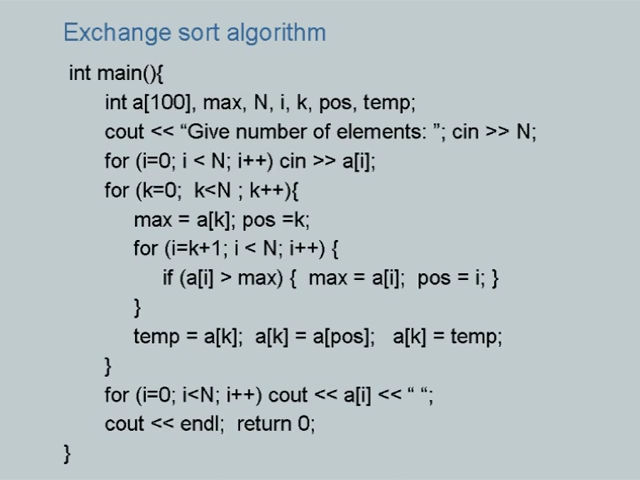 Exchange sort algorithm
int main(){
int a[100], max, N, i, k, pos, temp;
cout << “Give number of elements: ”; cin >> N;
for (i=0; i < N; i++) cin >> a[i];
for (k=0;  k<N ; k++){
max = a[k]; pos =k;
for (i=k+1; i < N; i++) {
if (a[i] > max) {  max = a[i];  pos = i; }
}
temp = a[k];  a[k] = a[pos];   a[k] = temp;
}
for (i=0; i<N; i++) cout << a[i] << “ “;
cout << endl;  return 0;
}